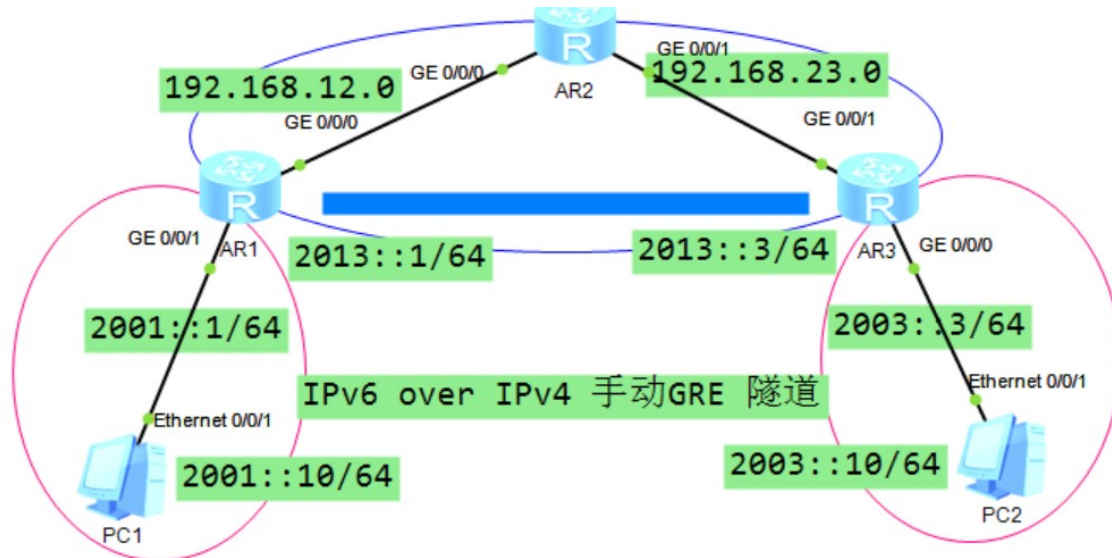 R
GE 0/0/0
GE 0/0/1
AR2
192.168.12.0
192.168.23.0
GE 0/0/0
GE 0/0/1
R
R
GE 0/0/1
AR1
AR3
GE 0/0/0
2013::1/64
2013::3/64
2001::1/64
2003::3/64
IPv6 over IPv4 手动GRE 隧道
Ethernet 0/0/1
Ethernet 0/0/1
2001::10/64
2003::10/64
PC1
PC2